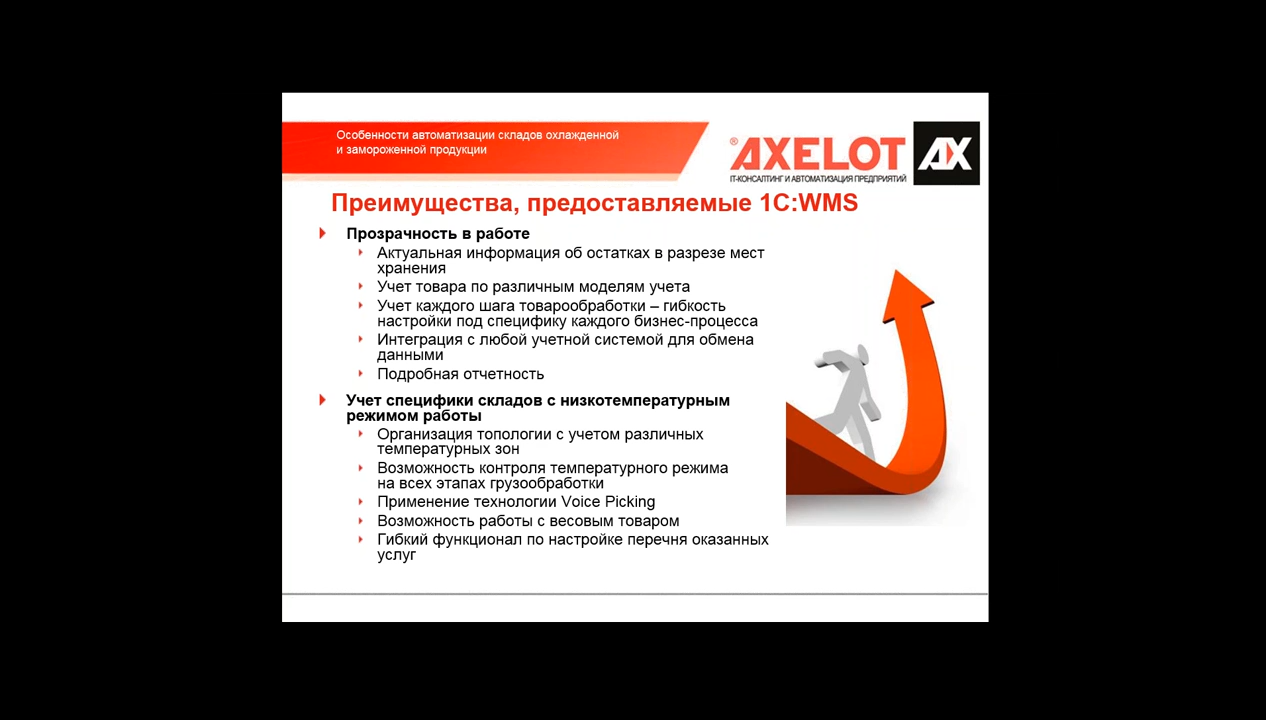 Особенности автоматизации складов охлажденной
и замороженной продукции
®AXELOT AX
IT-КОНСАЛТИНГ И АВТОМАТИЗАЦИЯ ПРЕДПРИЯТИЙ
Преимущества, предоставляемые 1С:WMS
Прозрачность в работе
Актуальная информация об остатках в разрезе мест
хранения
Учет товара по различным моделям учета
Учет каждого шага товарообработки – гибкость
настройки под специфику каждого бизнес-процесса
Интеграция с любой учетной системой для обмена
данными
Подробная отчетность
Учет специфики складов с низкотемпературным
режимом работы
Организация топологии с учетом различных
температурных зон
Возможность контроля температурного режима
на всех этапах грузообработки
Применение технологии Voice Picking
Возможность работы с весовым товаром
Гибкий функционал по настройке перечня оказанных
услуг